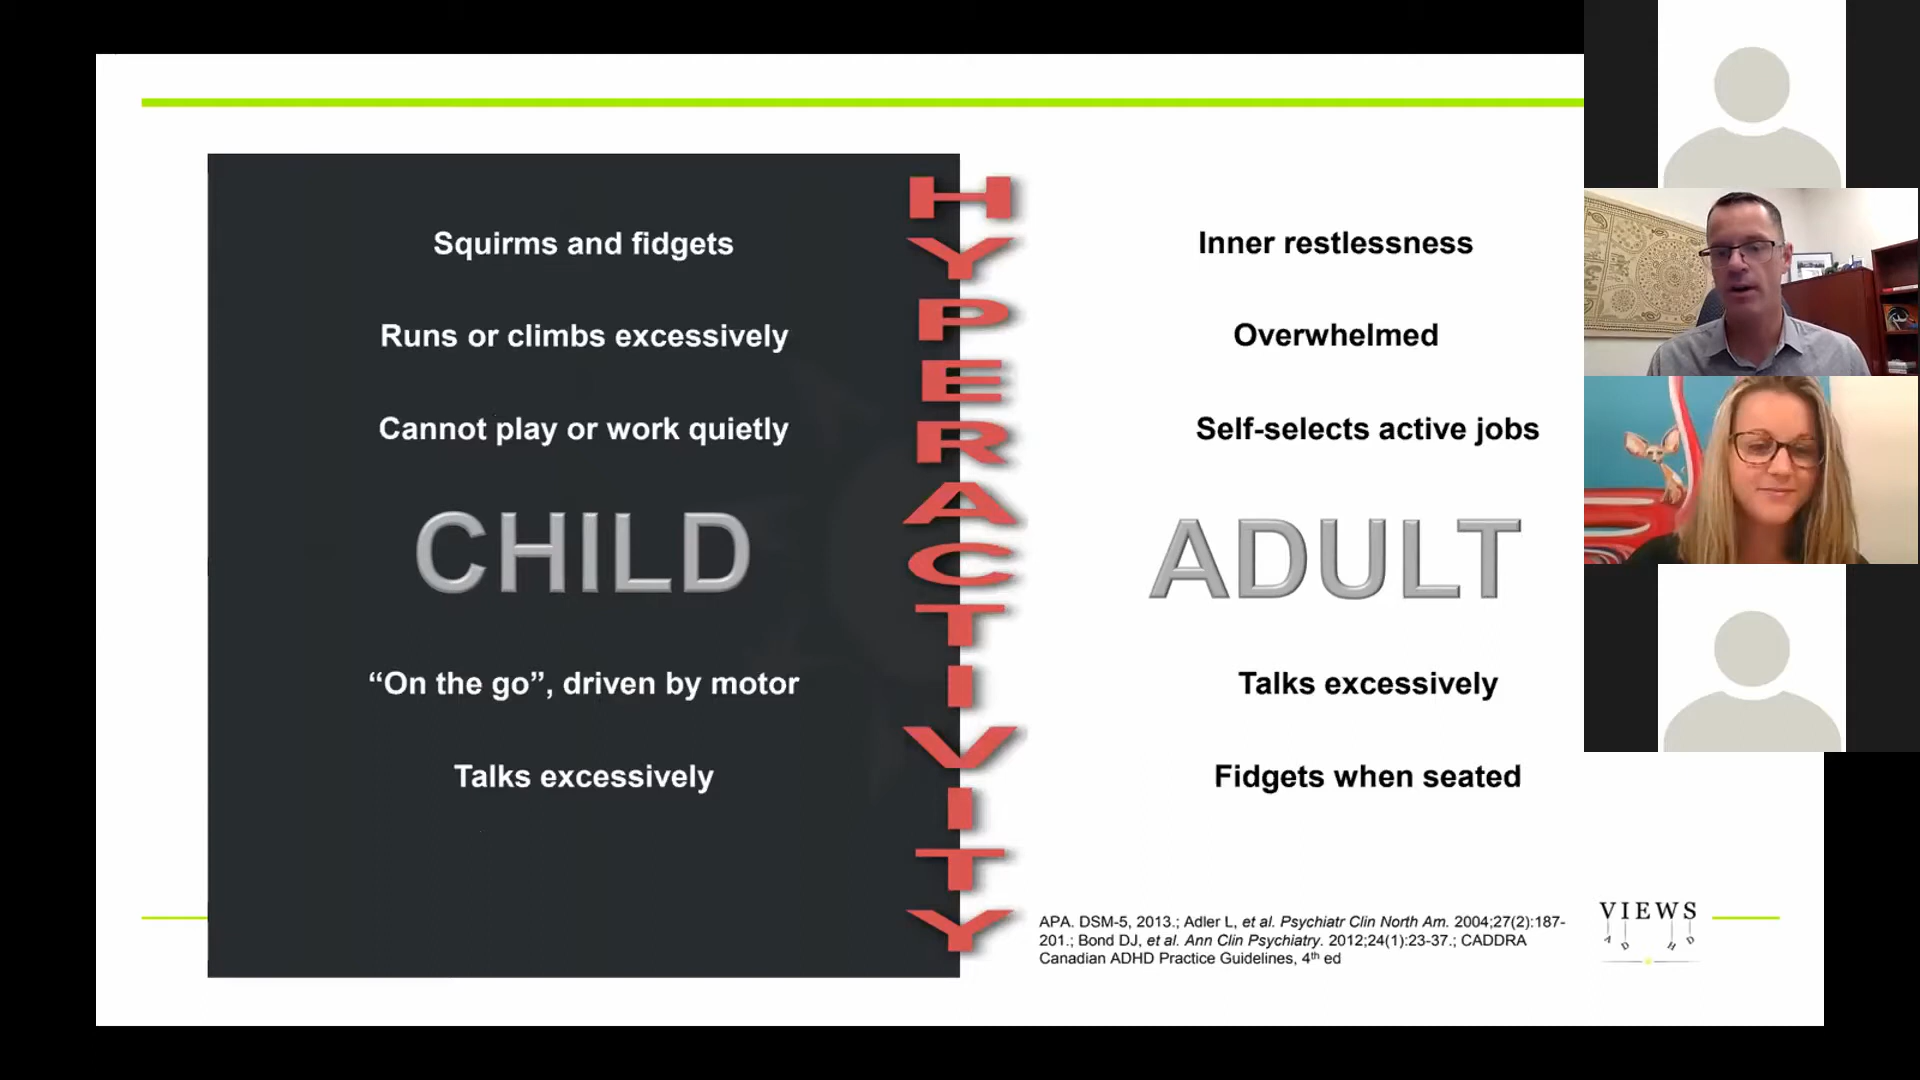 HYPERACTIVITY
Squirms and fidgets
Runs or climbs excessively
Cannot play or work quietly
CHILD
“On the go”, driven by motor
Talks excessively
Inner restlessness
Overwhelmed
Self-selects active jobs
ADULT
Talks excessively
Fidgets when seated
APA. DSM-5, 2013.; Adler L, et al. Psychiatr Clin North Am. 2004;27(2):187-
201.; Bond DJ, et al. Ann Clin Psychiatry. 2012;24(1):23-37.; CADDRA
Canadian ADHD Practice Guidelines, 4th ed
VIEWS
A D H D